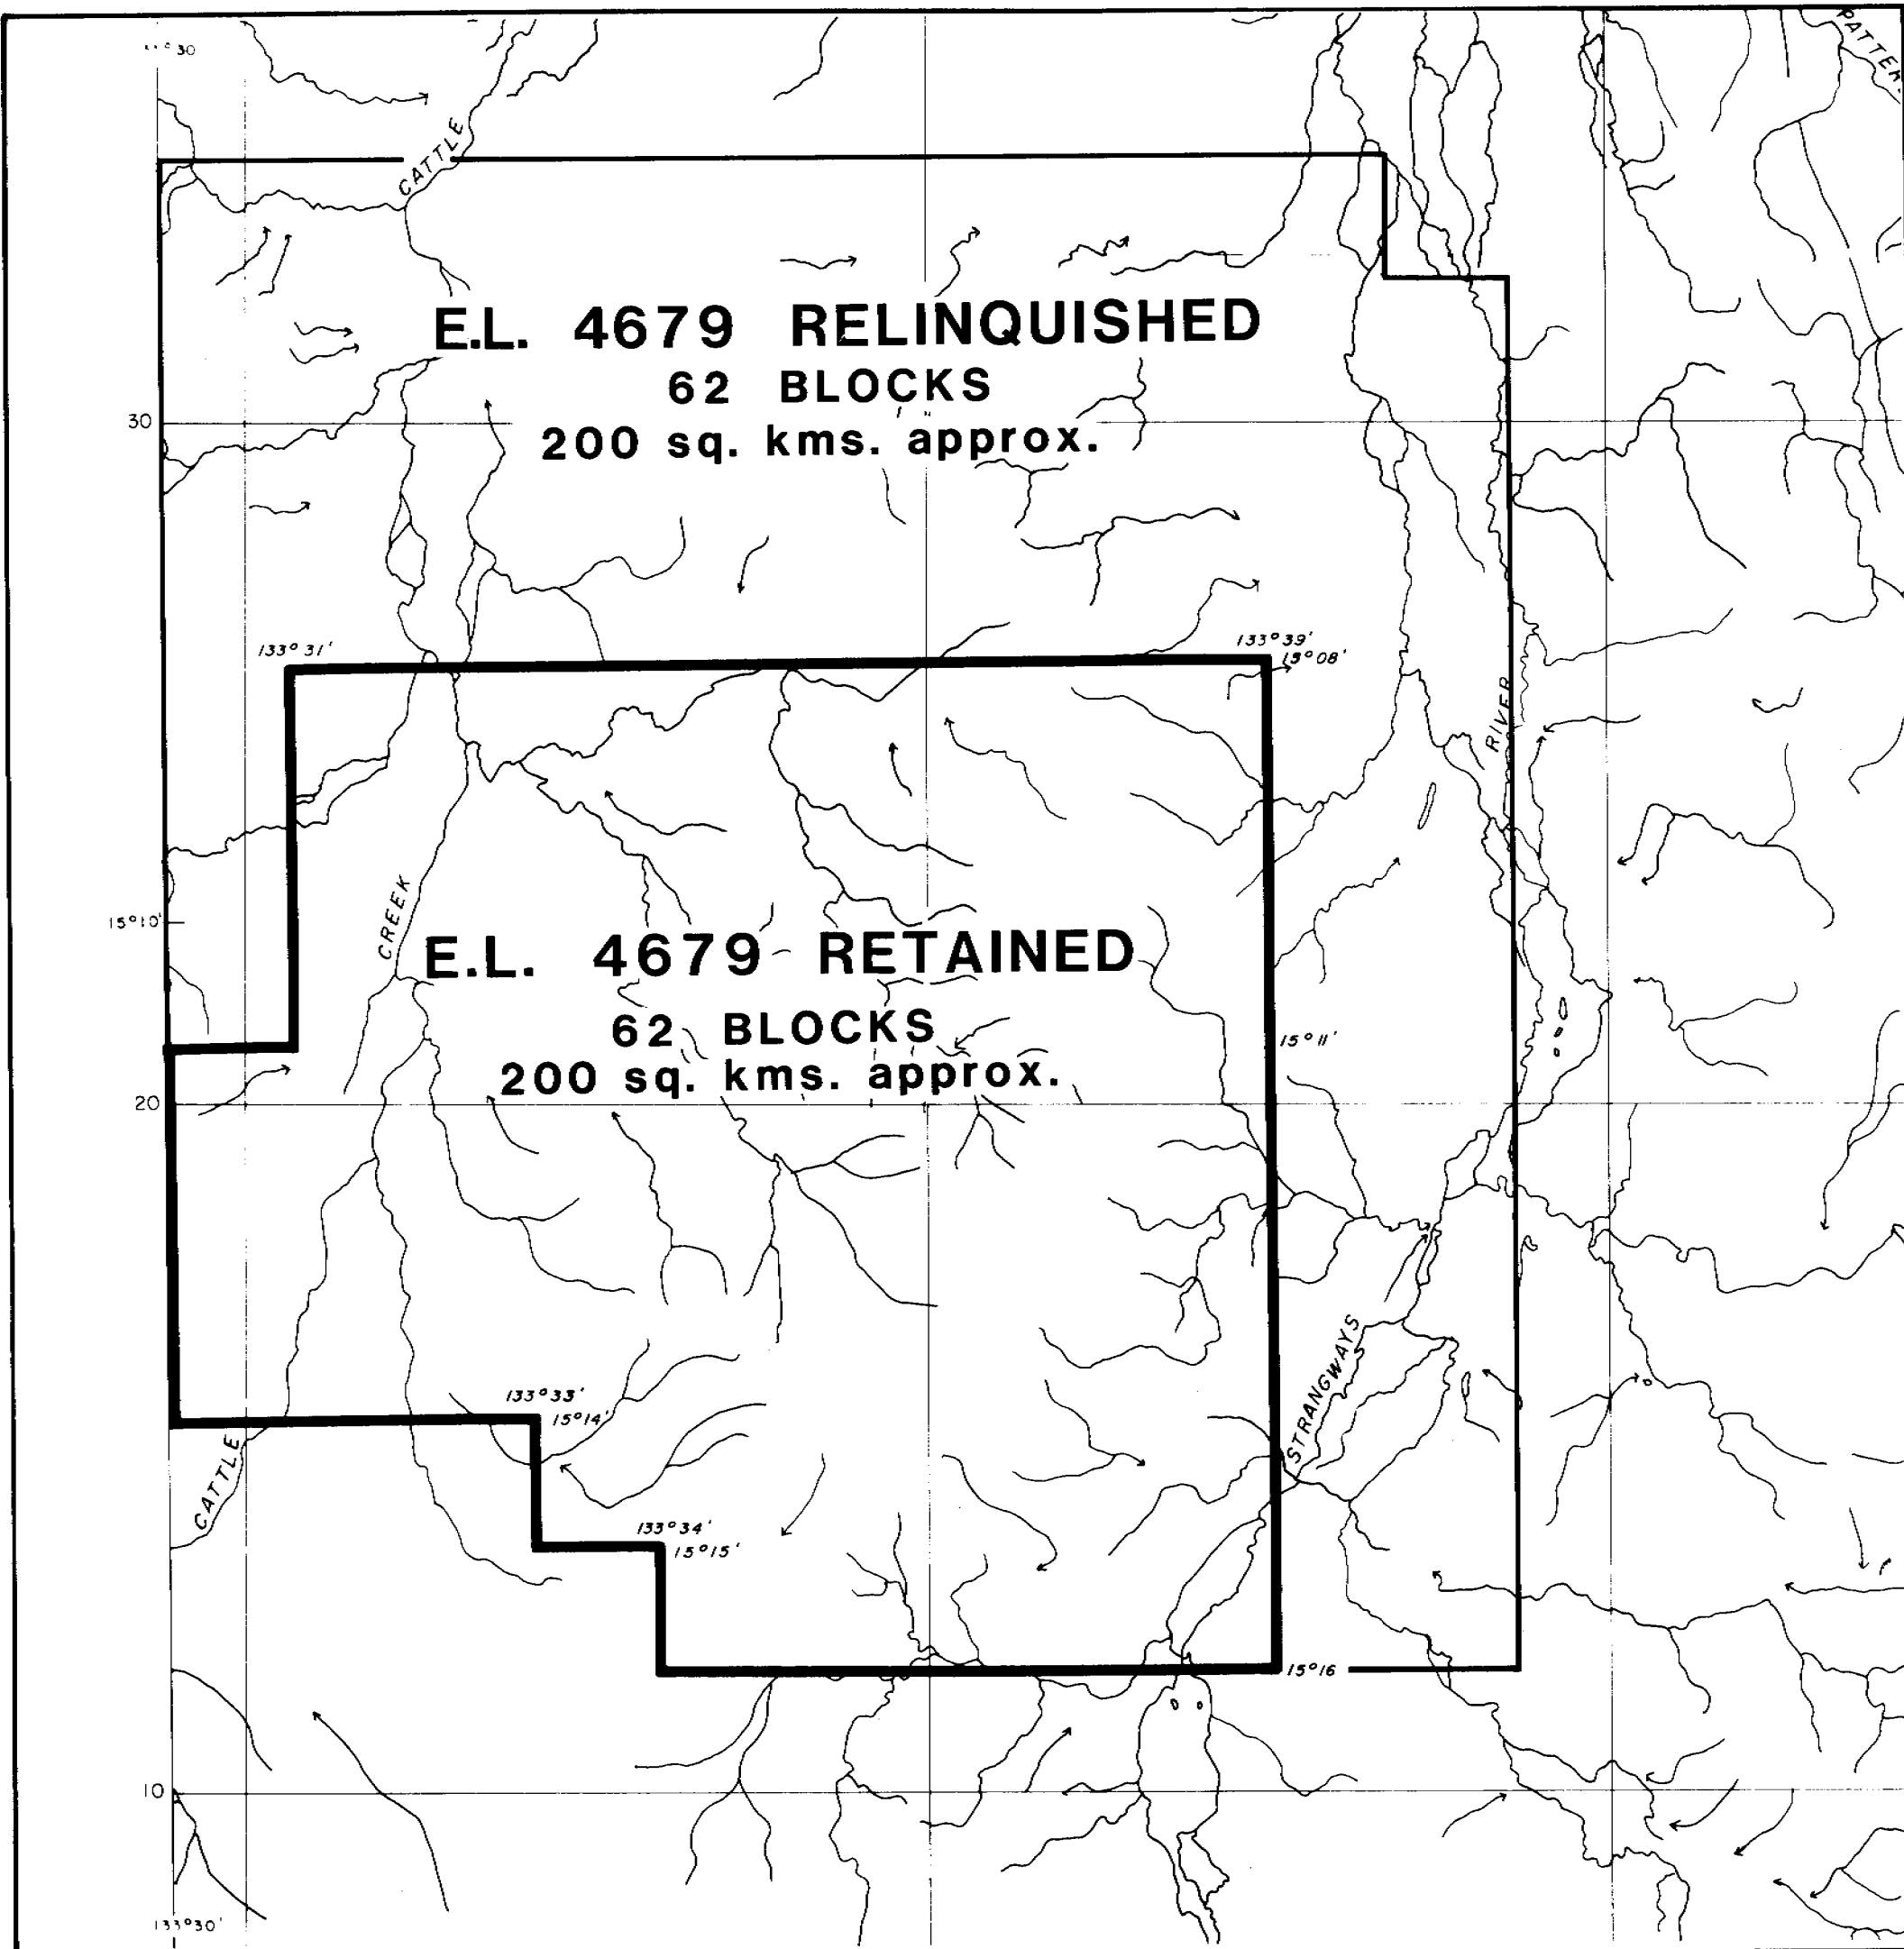 30
PATTER
CATTLE
E.L. 4679 RELINQUISHED
62 BLOCKS
200 sq. kms. approx.
30
133° 31'
133° 39'
15° 08'
RIVER
15° 10'
CREEK
E.L. 4679 RETAINED
62 BLOCKS
200 sq. kms. approx.
15° 11'
20
STRANGWAYS
133° 33'
15° 14'
CATTLE
133° 34'
15° 15'
15° 16
10
133° 30'